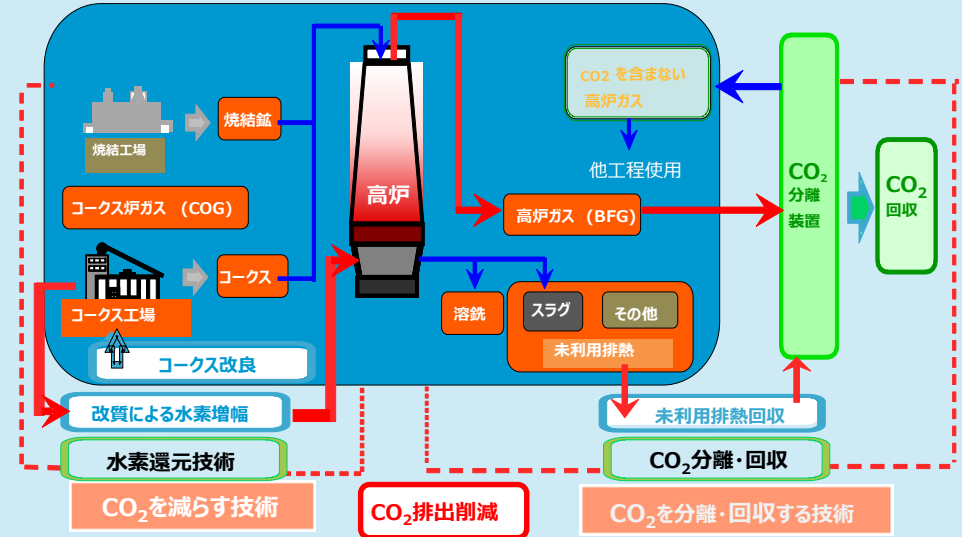 焼結工場
焼結鉱
コークス炉ガス (COG)
コークス
コークス工場
コークス改良
改質による水素増幅
水素還元技術
CO2を減らす技術
高炉
CO2 を含まない
高炉ガス
他工程使用
高炉ガス (BFG)
溶銑
スラグ
その他
未利用排熱
CO2
分離
装置
CO2
回収
未利用排熱回収
CO2分離・回収
CO2排出削減
CO2を分離・回収する技術